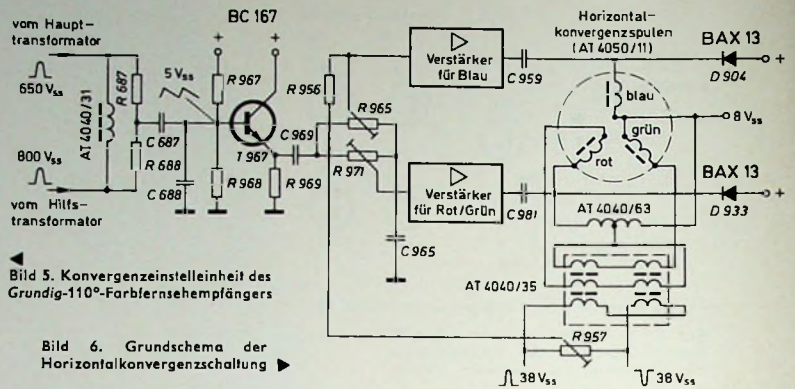 vom Haupt-
transformator
650 Vss
AT 4040/31
R 687
R 688
800 Vss
vom Hilfs-
transformator
C 687
C 688
5 Vss
BC 167
+ +
R 967
R 968
T 967
R 969
C 969
R 956
R 965
R 971
C 965
Verstärker
für Blau
Verstärker
für Rot/Grün
C 959
C 981
Horizontal-
konvergenzspulen
(AT 4050/11)
blau
grün
rot
BAX 13
+
D 904
8 Vss
BAX 13
+
D 933
AT 4040/63
AT 4040/35
R 957
38 Vss
38 Vss
Bild 5. Konvergenzeinstelleinheit des
Grundig-110°-Farbfernsehempfängers
Bild 6. Grundschema der
Horizontalkonvergenzschaltung